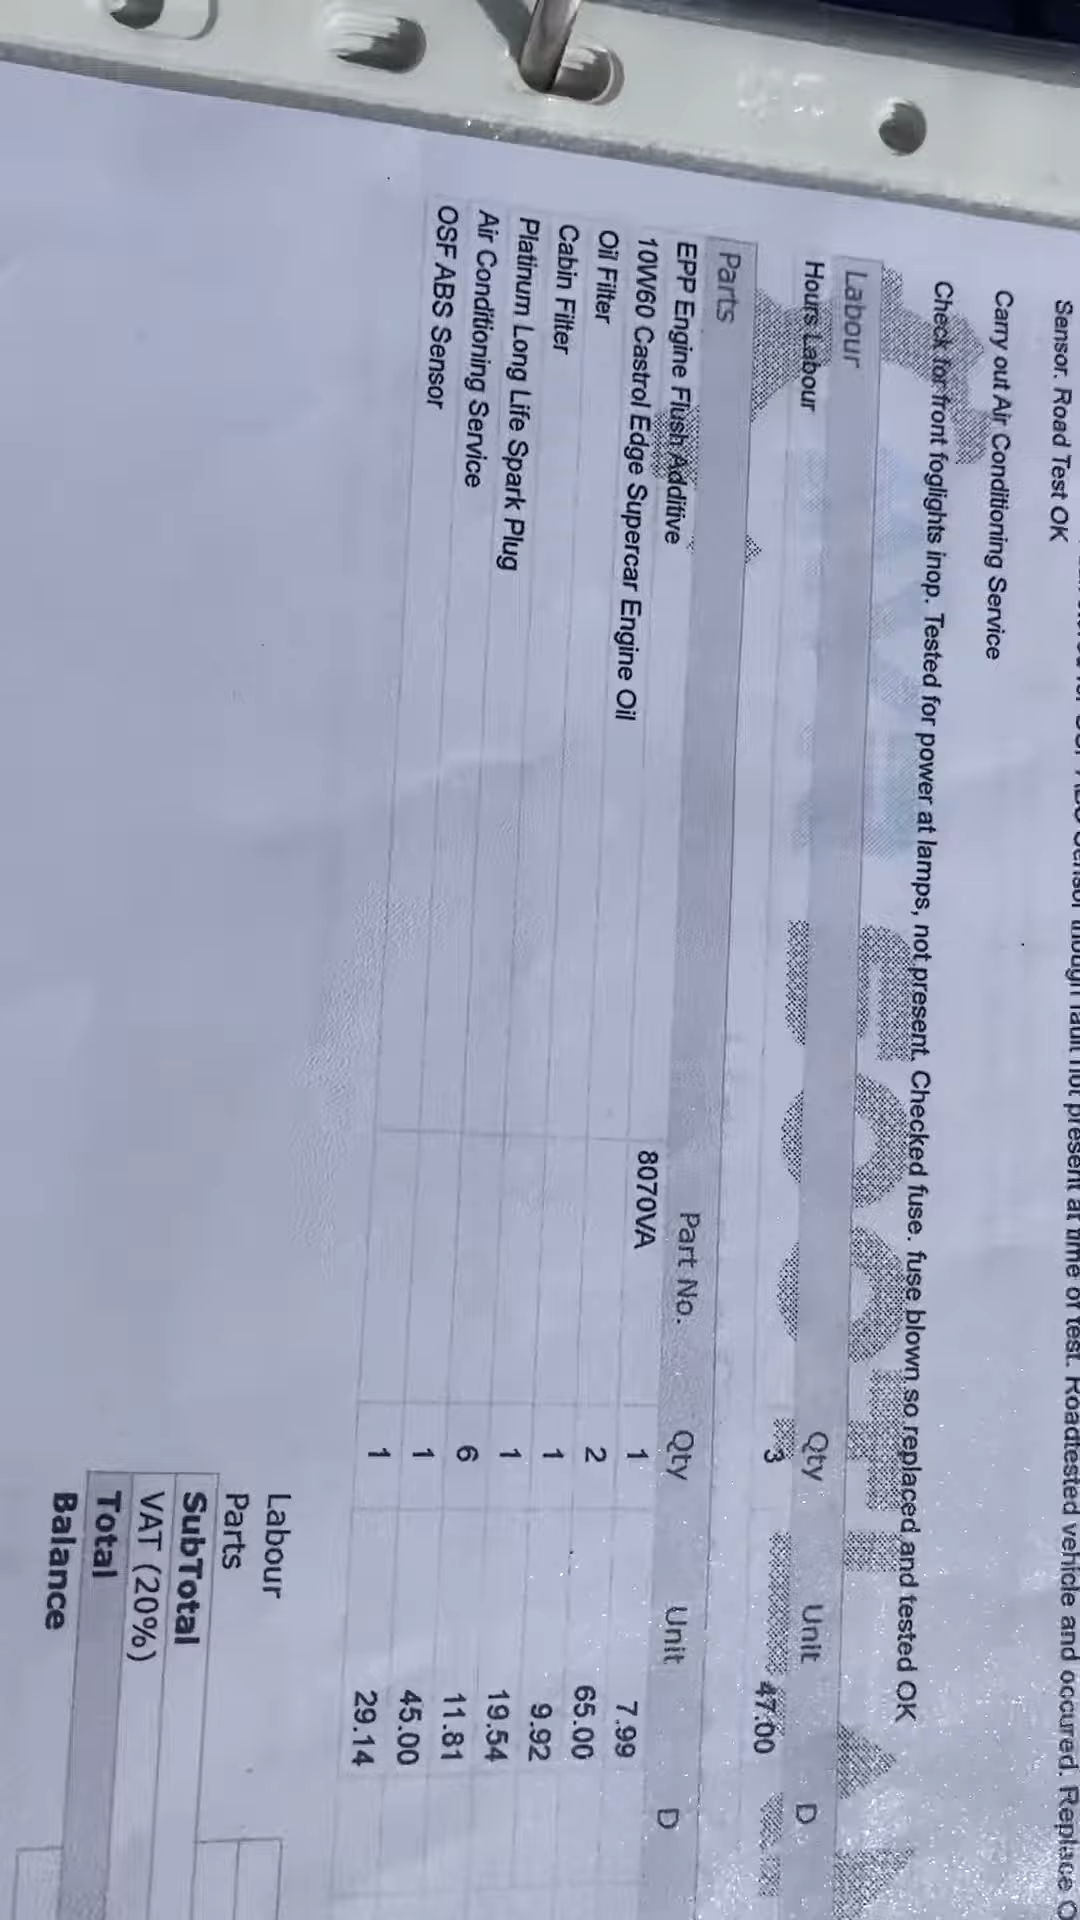 Sensor though fault not present at time of test. Roadtested vehicle and occured. Replace
Sensor. Road Test OK
Carry out Air Conditioning Service
Check for front foglights inop. Tested for power at lamps, not present. Checked fuse. fuse blown so replaced and tested OK
Labour Qty Unit D
Hours Labour 3 47.00
Parts Part No. Qty Unit D
EPP Engine Flush Additive 8070VA 1 7.99
10W60 Castrol Edge Supercar Engine Oil 2 65.00
Oil Filter 1 9.92
Cabin Filter 1 19.54
Platinum Long Life Spark Plug 6 11.81
Air Conditioning Service 1 45.00
OSF ABS Sensor 1 29.14
Labour
Parts
SubTotal
VAT (20%)
Total
Balance